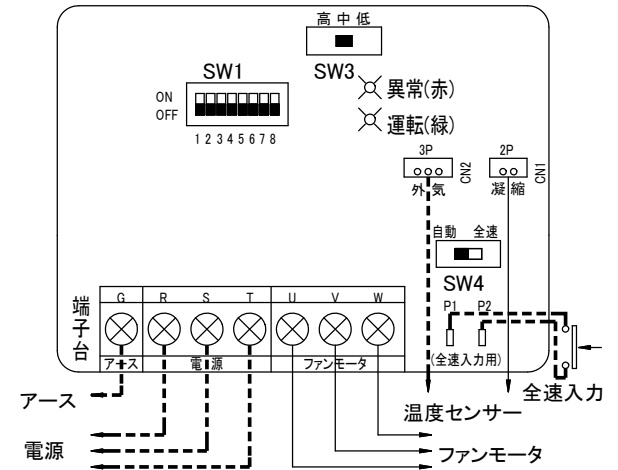 高 中 低
SW1
SW3
異常(赤)
ON
OFF
運転(緑)
1 2 3 4 5 6 7 8
3P
CN2
2P
CN1
外 気
凝 縮
自動 全速
SW4
P1 P2
端子台
G R S T U V W
(全速入力用)
アース 電 源 ファンモータ
アース
全速入力
温度センサー
電源
ファンモータ